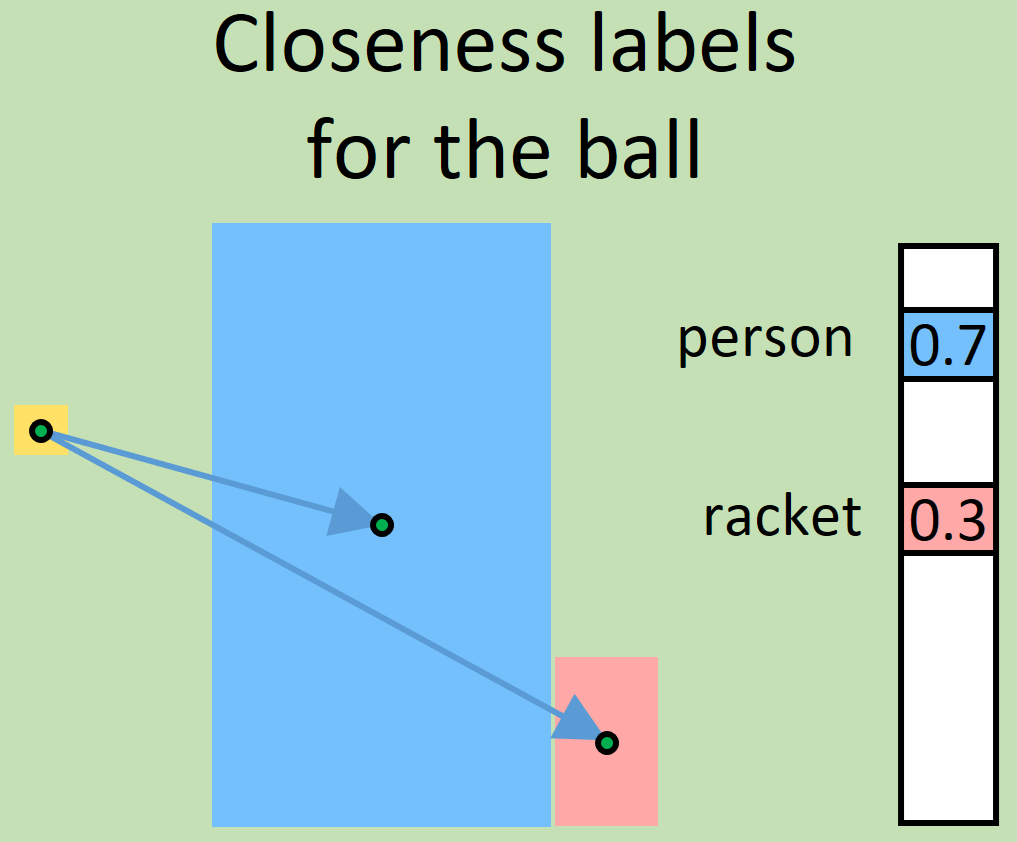 Closeness labels
for the ball
person 0.7
racket 0.3